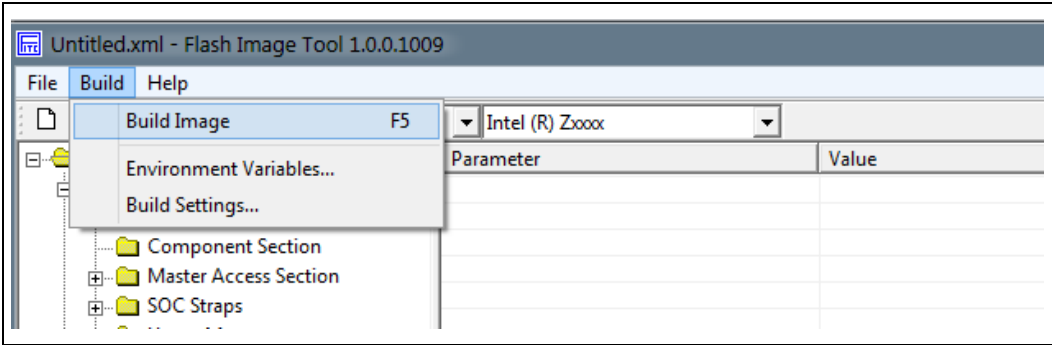 Untitled.xml - Flash Image Tool 1.0.0.1009
File Build Help
Build Image F5
Intel (R) Zxxxx
Environment Variables...
Build Settings...
Parameter Value
Component Section
Master Access Section
SOC Straps